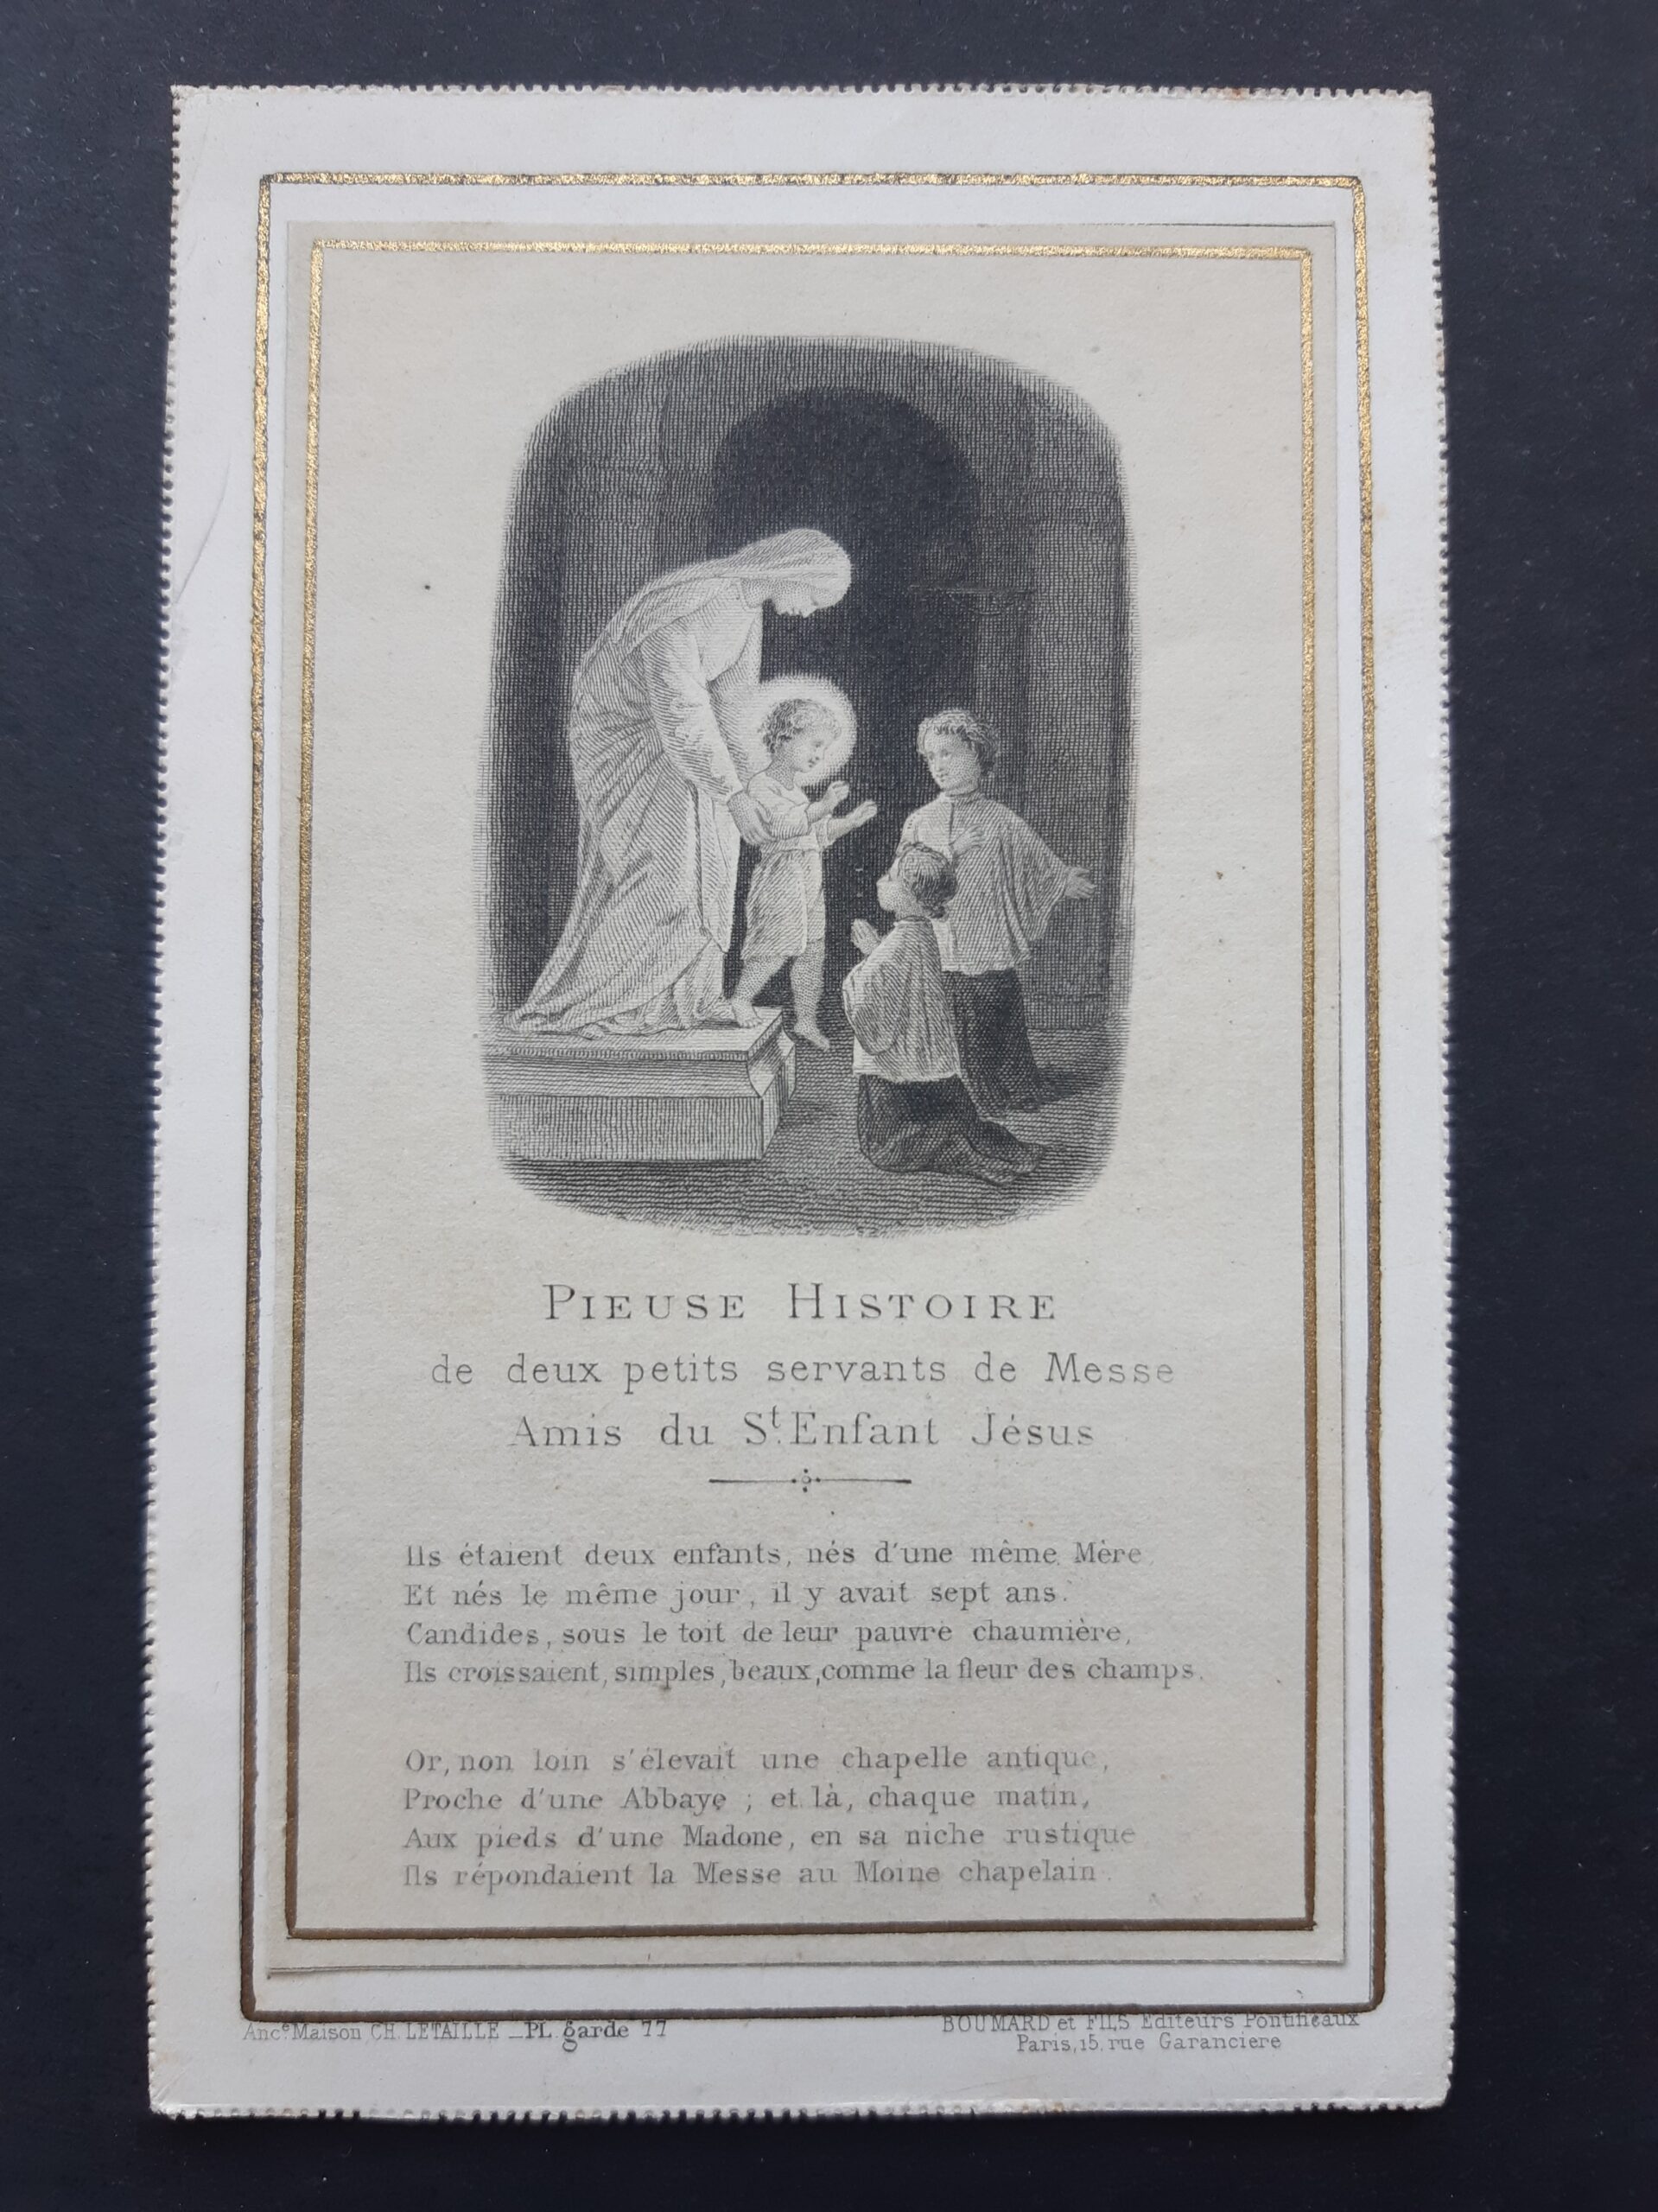 PIEUSE HISTOIRE
de deux petits servants de Messe
Amis du St. Enfant Jésus
Ils étaient deux enfants, nés d'une même Mère
Et nés le même jour, il y avait sept ans.
Candides, sous le toit de leur pauvre chaumière,
Ils croissaient, simples, beaux, comme la fleur des champs.
Or, non loin s'élevait une chapelle antique,
Proche d'une Abbaye ; et là, chaque matin,
Aux pieds d'une Madone, en sa niche rustique
Ils répondaient la Messe au Moine chapelain.
Ance. Maison CH. LETAILLE _ PL. garde 77
BOUMARD et FILS Editeurs Pontificaux
Paris, 15, rue Garanciere